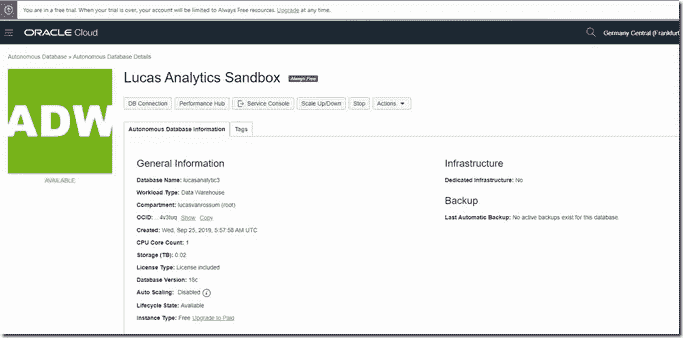 You are in a free trial. When your trial is over, your account will be limited to Always Free resources. Upgrade at any time.
ORACLE Cloud
Germany Central (Frankfurt
Autonomous Database » Autonomous Database Details
ADW
AVAILABLE
Lucas Analytics Sandbox Always Free
DB Connection Performance Hub Service Console Scale Up/Down Stop Actions
Autonomous Database Information Tags
General Information
Database Name: lucasanalytic3
Workload Type: Data Warehouse
Compartment: lucasvanrossum (root)
OCID: Show Copy
Created: Wed, Sep 25, 2019, 5:57:58 AM UTC
CPU Core Count: 1
Storage (TB): 0.02
License Type: License included
Database Version: 18c
Auto Scaling: Disabled
Lifecycle State: Available
Instance Type: Free Upgrade to Paid
Infrastructure
Dedicated Infrastructure: No
Backup
Last Automatic Backup: No active backups exist for this database.